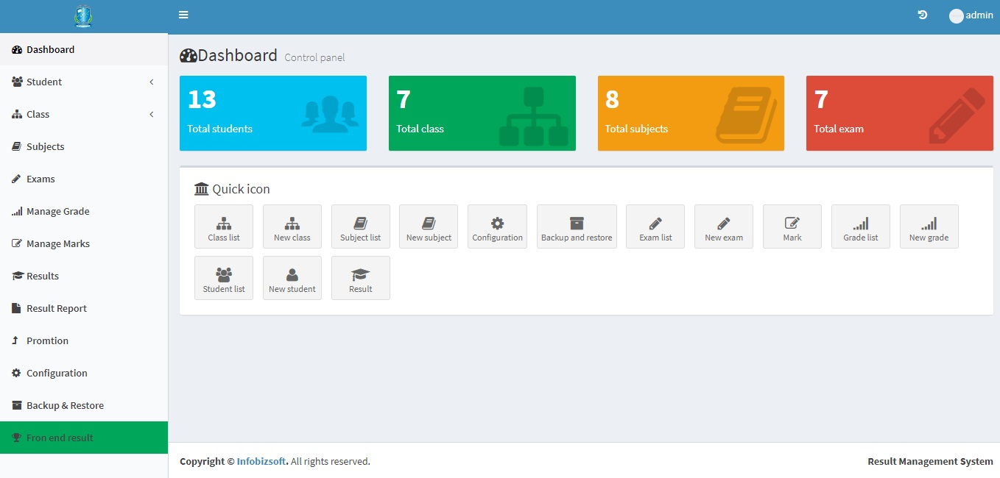 admin
Dashboard
Student
Class
Subjects
Exams
Manage Grade
Manage Marks
Results
Result Report
Promtion
Configuration
Backup & Restore
Fron end result
Dashboard Control panel
13
Total students
7
Total class
8
Total subjects
7
Total exam
Quick icon
Class list
New class
Subject list
New subject
Configuration
Backup and restore
Exam list
New exam
Mark
Grade list
New grade
Student list
New student
Result
Copyright © Infobizsoft. All rights reserved.
Result Management System